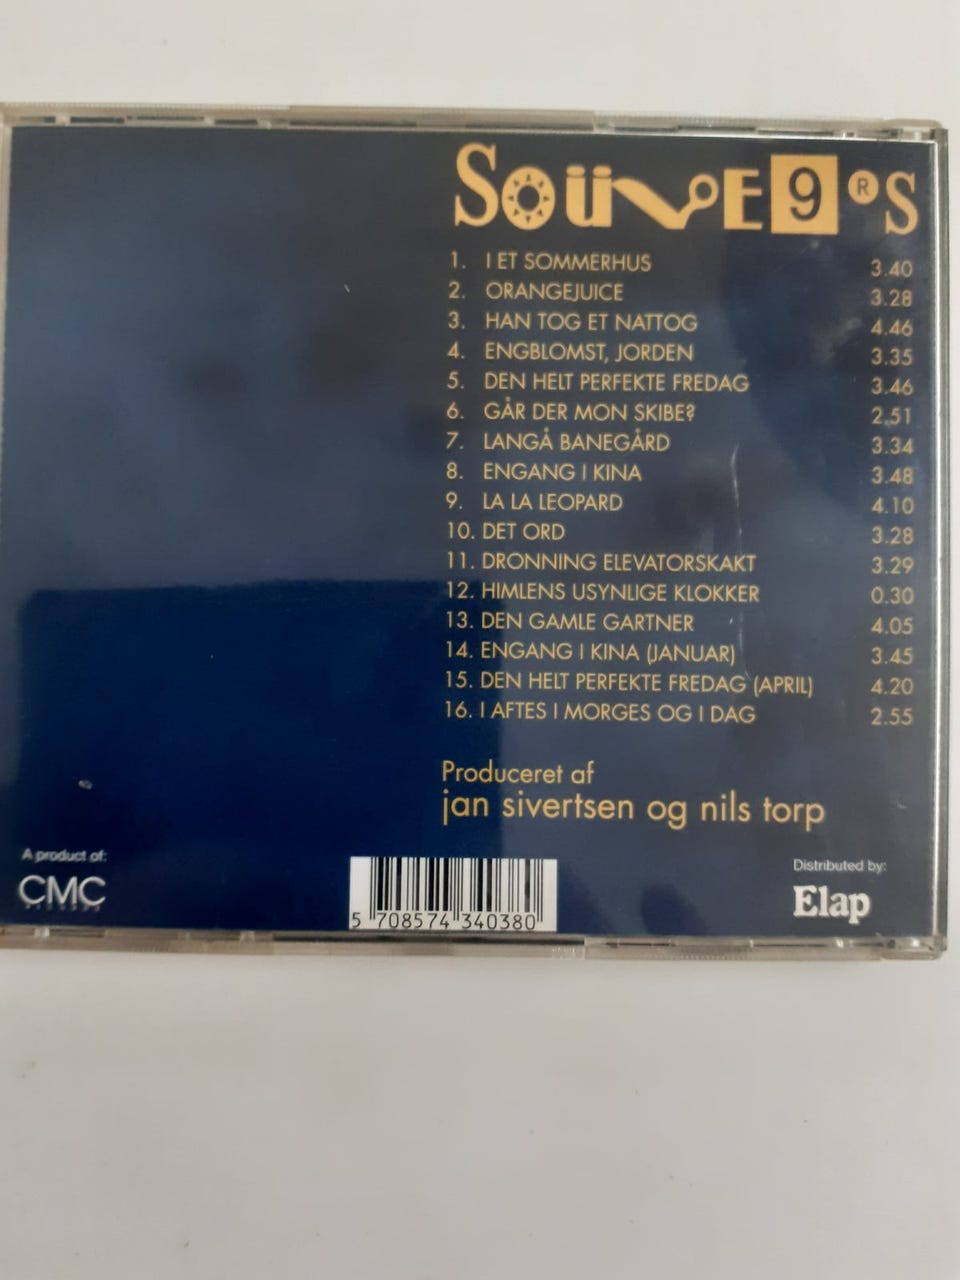 SOÜVE9®S
1. I ET SOMMERHUS 3.40
2. ORANGEJUICE 3.28
3. HAN TOG ET NATTOG 4.46
4. ENGBLOMST, JORDEN 3.35
5. DEN HELT PERFEKTE FREDAG 3.46
6. GÅR DER MON SKIBE? 2.51
7. LANGÅ BANEGÅRD 3.34
8. ENGANG I KINA 3.48
9. LA LA LEOPARD 4.10
10. DET ORD 3.28
11. DRONNING ELEVATORSKAKT 3.29
12. HIMLENS USYNLIGE KLOKKER 0.30
13. DEN GAMLE GARTNER 4.05
14. ENGANG I KINA (JANUAR) 3.45
15. DEN HELT PERFEKTE FREDAG (APRIL) 4.20
16. I AFTES I MORGES OG I DAG 2.55
Produceret af
jan sivertsen og nils torp
A product of:
CMC
RECORDS
5 708574 340380
Distributed by:
Elap